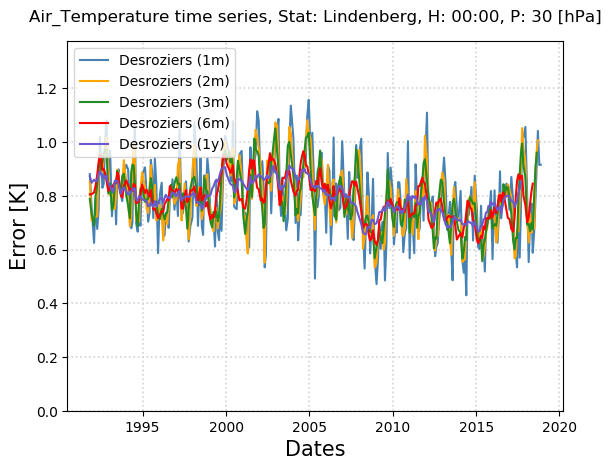 Air_Temperature time series, Stat: Lindenberg, H: 00:00, P: 30 [hPa]
Desroziers (1m)
Desroziers (2m)
Desroziers (3m)
Desroziers (6m)
Desroziers (1y)
Error [K]
1.2
1.0
0.8
0.6
0.4
0.2
0.0
1995 2000 2005 2010 2015 2020
Dates